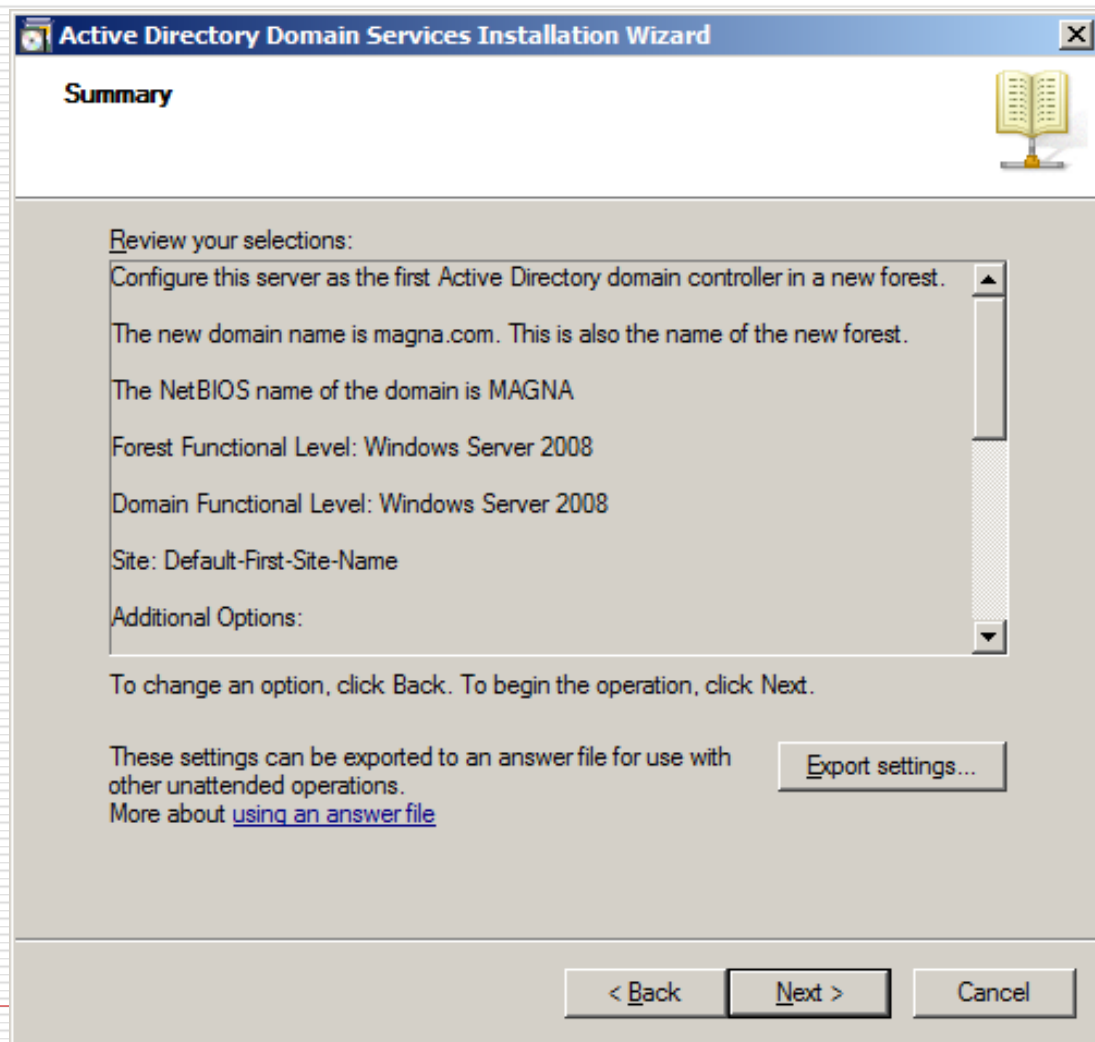 Active Directory Domain Services Installation Wizard
Summary
Review your selections:
Configure this server as the first Active Directory domain controller in a new forest.
The new domain name is magna.com. This is also the name of the new forest.
The NetBIOS name of the domain is MAGNA
Forest Functional Level: Windows Server 2008
Domain Functional Level: Windows Server 2008
Site: Default-First-Site-Name
Additional Options:
To change an option, click Back. To begin the operation, click Next.
These settings can be exported to an answer file for use with
other unattended operations.
More about using an answer file
Export settings...
< Back
Next >
Cancel